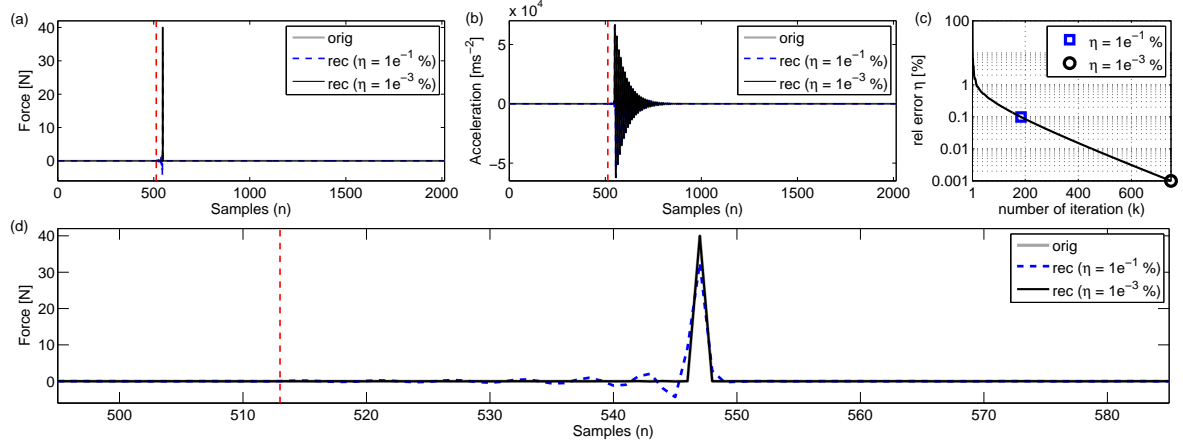 (a)
Force [N]
40
30
20
10
0
0
500
1000
1500
2000
Samples (n)
orig
rec (η = 1e⁻¹ %)
rec (η = 1e⁻³ %)
(b)
x 10⁴
Acceleration [ms⁻²]
5
0
−5
0
500
1000
1500
2000
Samples (n)
orig
rec (η = 1e⁻¹ %)
rec (η = 1e⁻³ %)
(c)
rel error η [%]
100
1
0.1
0.01
0.001
1
200
400
600
number of iteration (k)
η = 1e⁻¹ %
η = 1e⁻³ %
(d)
Force [N]
40
30
20
10
0
500
510
520
530
540
550
560
570
580
Samples (n)
orig
rec (η = 1e⁻¹ %)
rec (η = 1e⁻³ %)